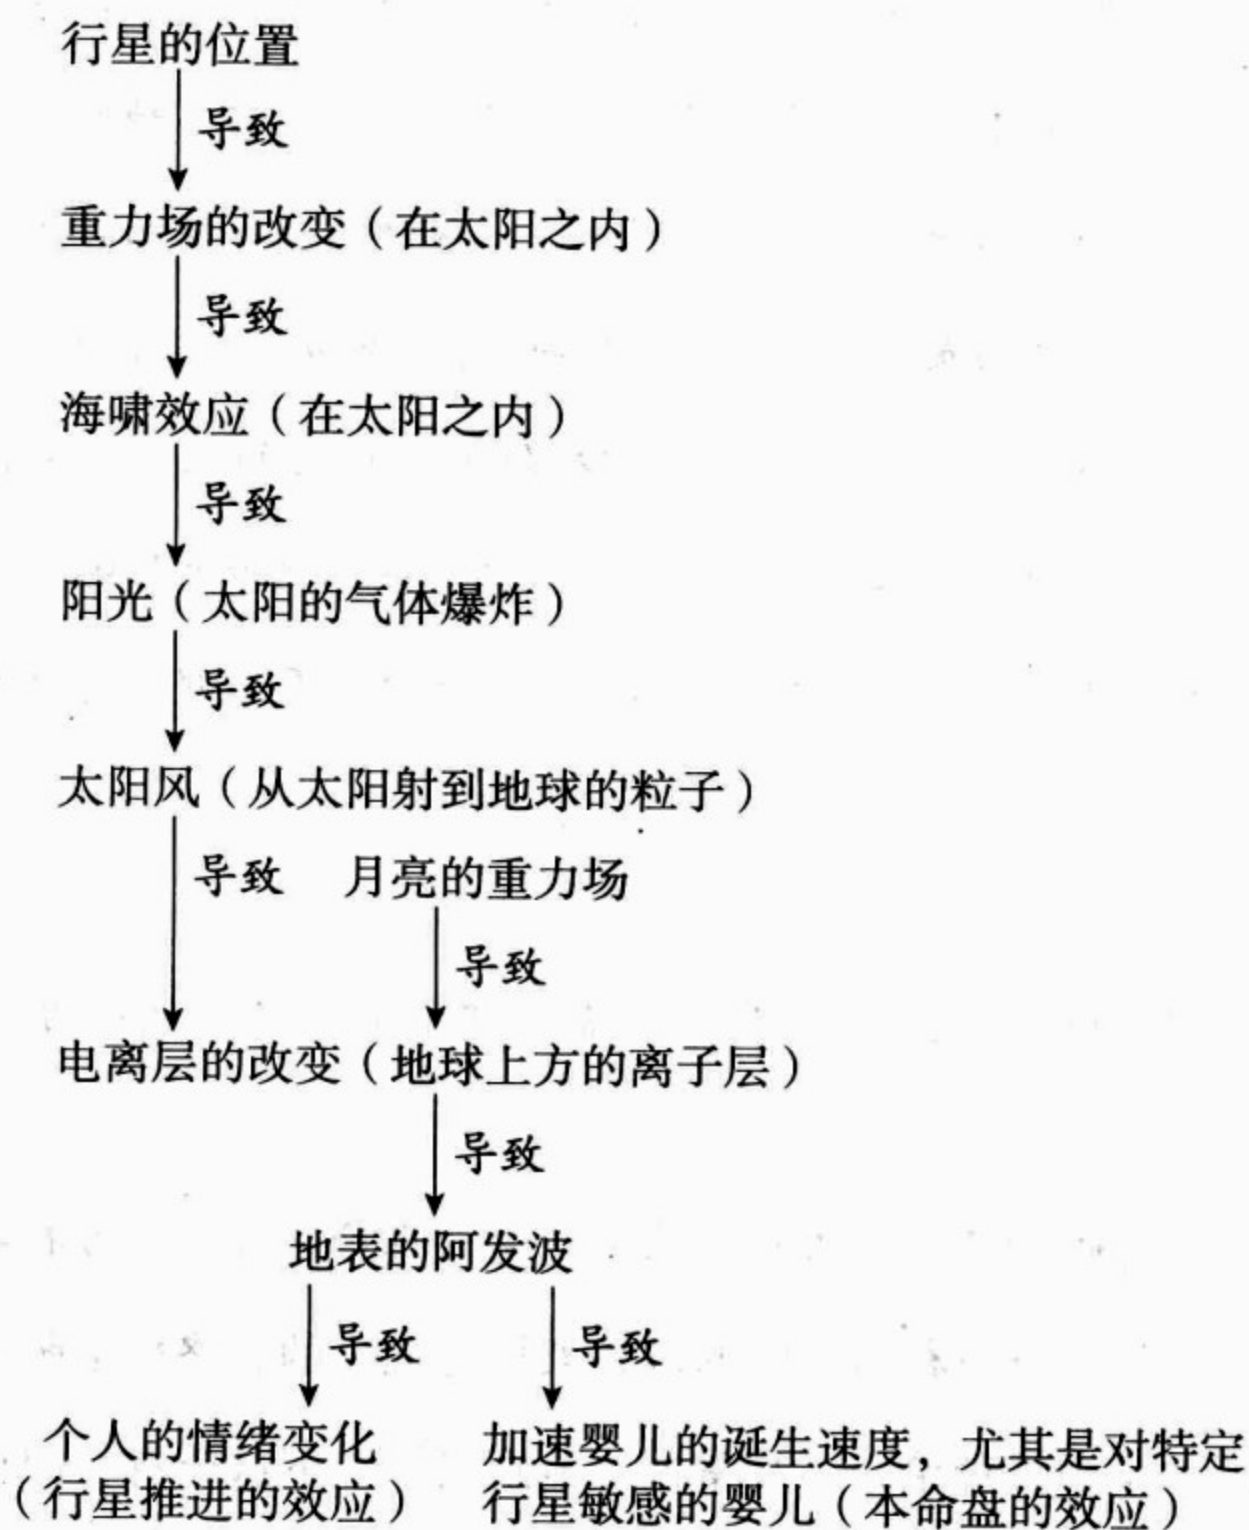 行星的位置
导致
重力场的改变（在太阳之内）
导致
海啸效应（在太阳之内）
导致
阳光（太阳的气体爆炸）
导致
太阳风（从太阳射到地球的粒子）
导致 月亮的重力场
导致
电离层的改变（地球上方的离子层）
导致
地表的阿发波
导致 导致
个人的情绪变化 加速婴儿的诞生速度，尤其是对特定
（行星推进的效应） 行星敏感的婴儿（本命盘的效应）